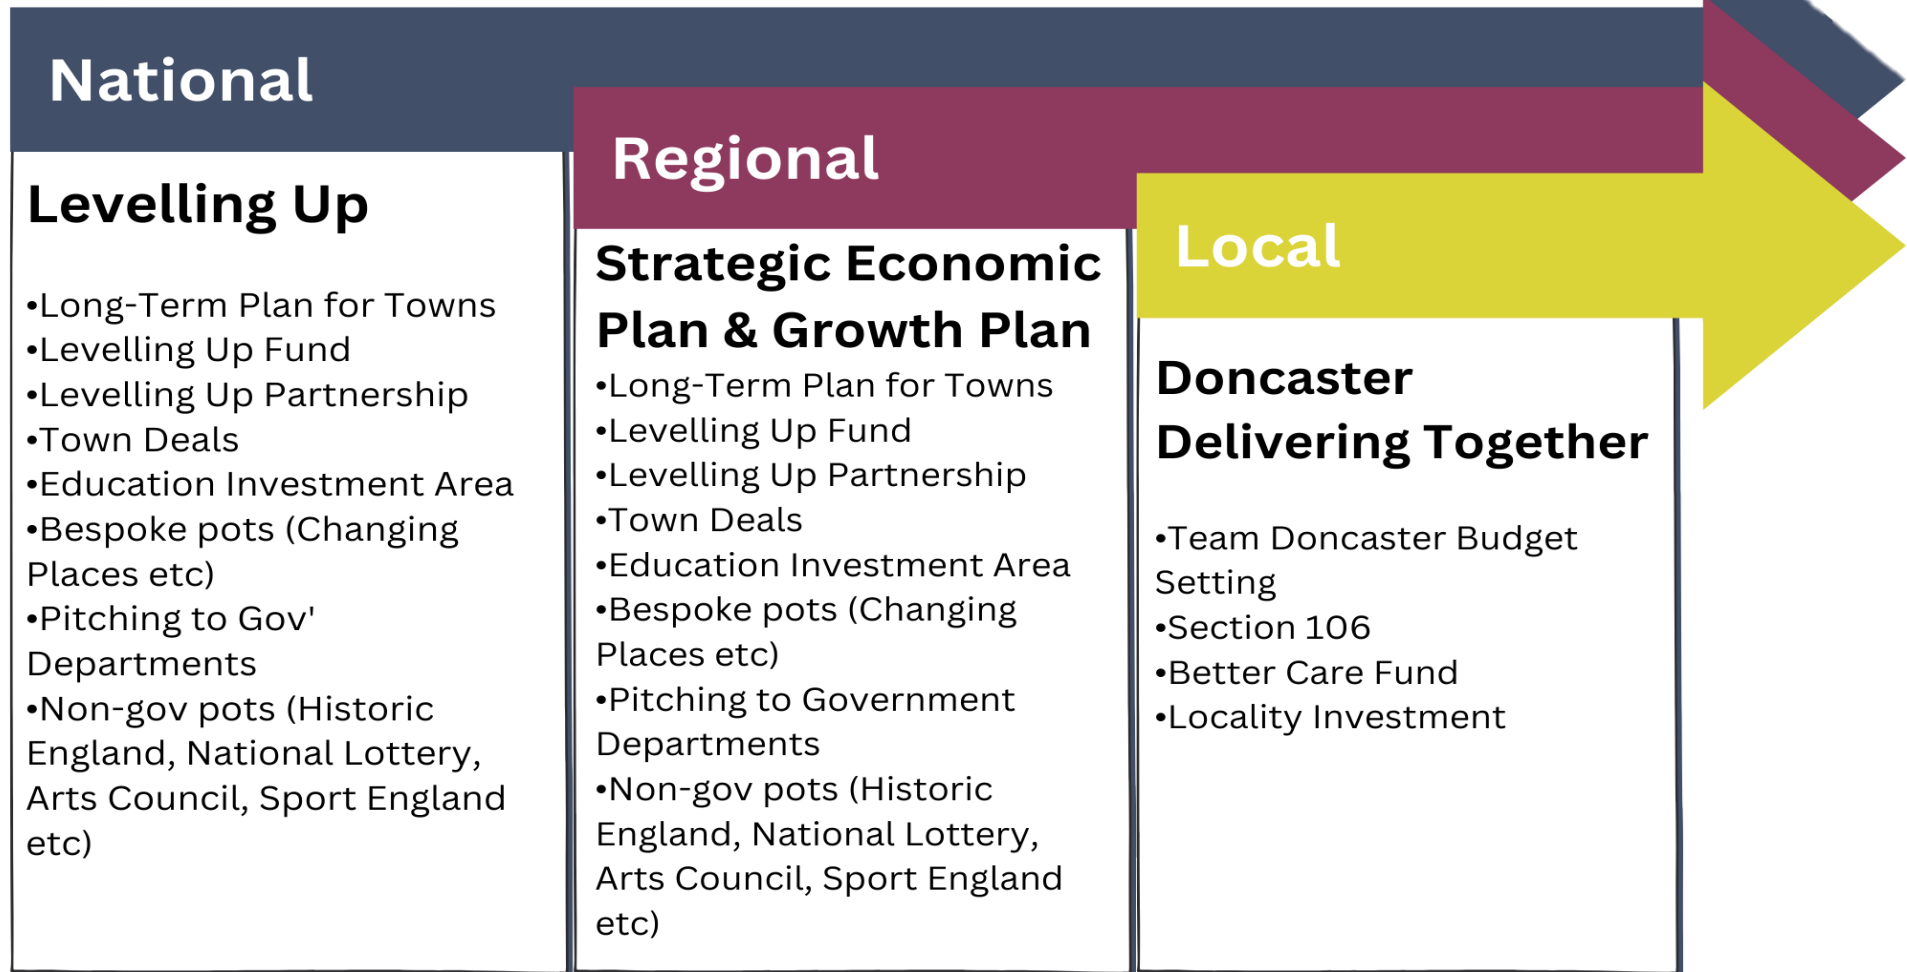 National
Levelling Up
•Long-Term Plan for Towns
•Levelling Up Fund
•Levelling Up Partnership
•Town Deals
•Education Investment Area
•Bespoke pots (Changing
Places etc)
•Pitching to Gov'
Departments
•Non-gov pots (Historic
England, National Lottery,
Arts Council, Sport England
etc)
Regional
Strategic Economic
Plan & Growth Plan
•Long-Term Plan for Towns
•Levelling Up Fund
•Levelling Up Partnership
•Town Deals
•Education Investment Area
•Bespoke pots (Changing
Places etc)
•Pitching to Government
Departments
•Non-gov pots (Historic
England, National Lottery,
Arts Council, Sport England
etc)
Local
Doncaster
Delivering Together
•Team Doncaster Budget
Setting
•Section 106
•Better Care Fund
•Locality Investment